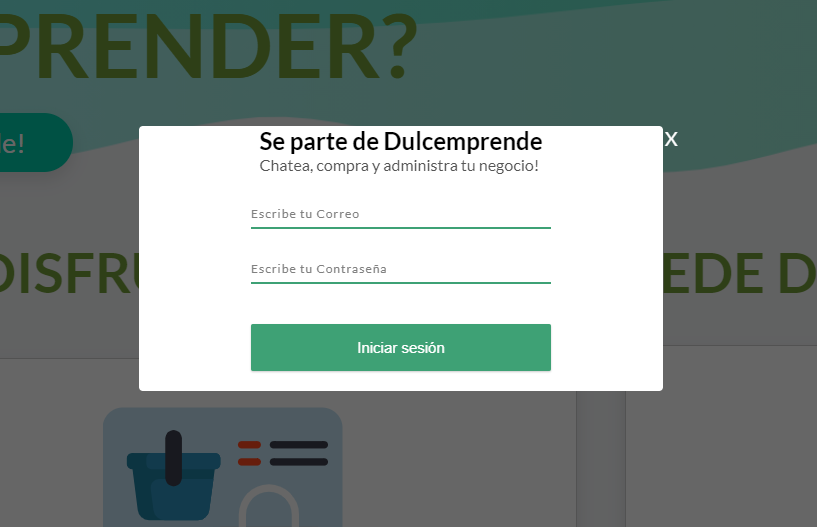 PRENDER?
de!
X
Se parte de Dulcemprende
Chatea, compra y administra tu negocio!
Escribe tu Correo
Escribe tu Contraseña
DISFRU
EDE D
Iniciar sesión